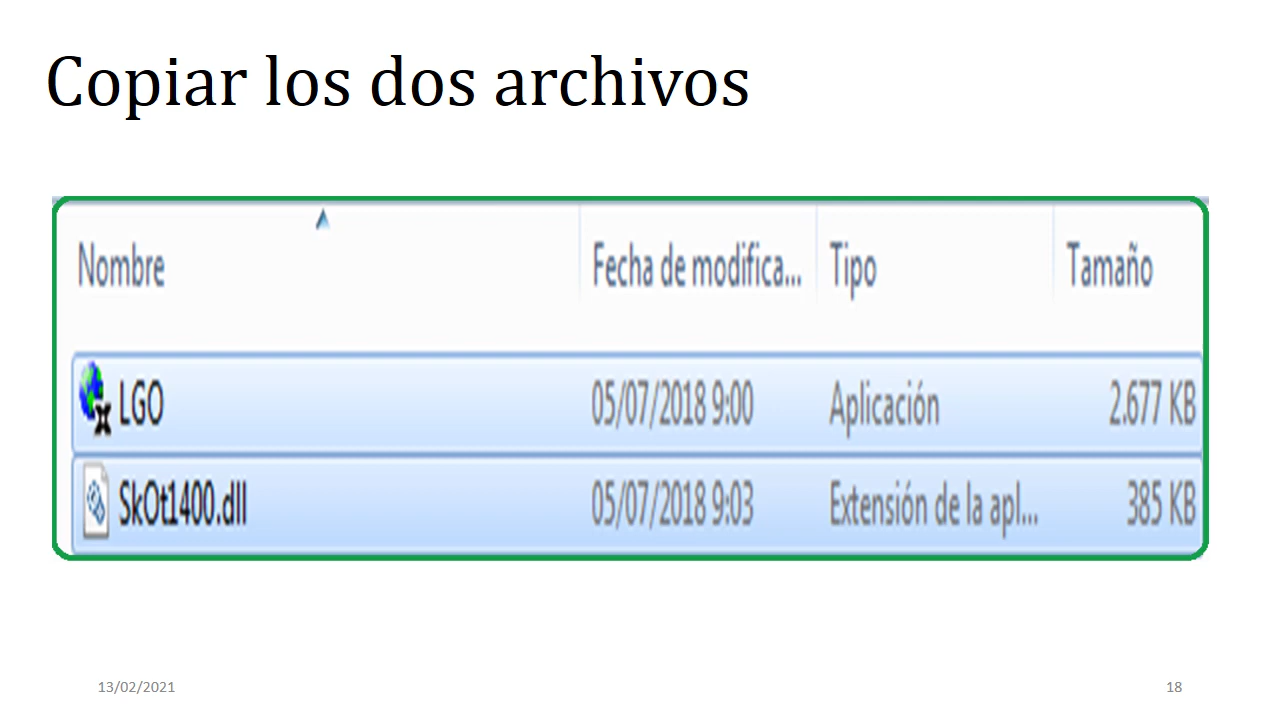 Copiar los dos archivos
Nombre Fecha de modifica... Tipo Tamaño
LGO 05/07/2018 9:00 Aplicación 2.677 KB
SkOt1400.dll 05/07/2018 9:03 Extensión de la apl... 385 KB
13/02/2021 18